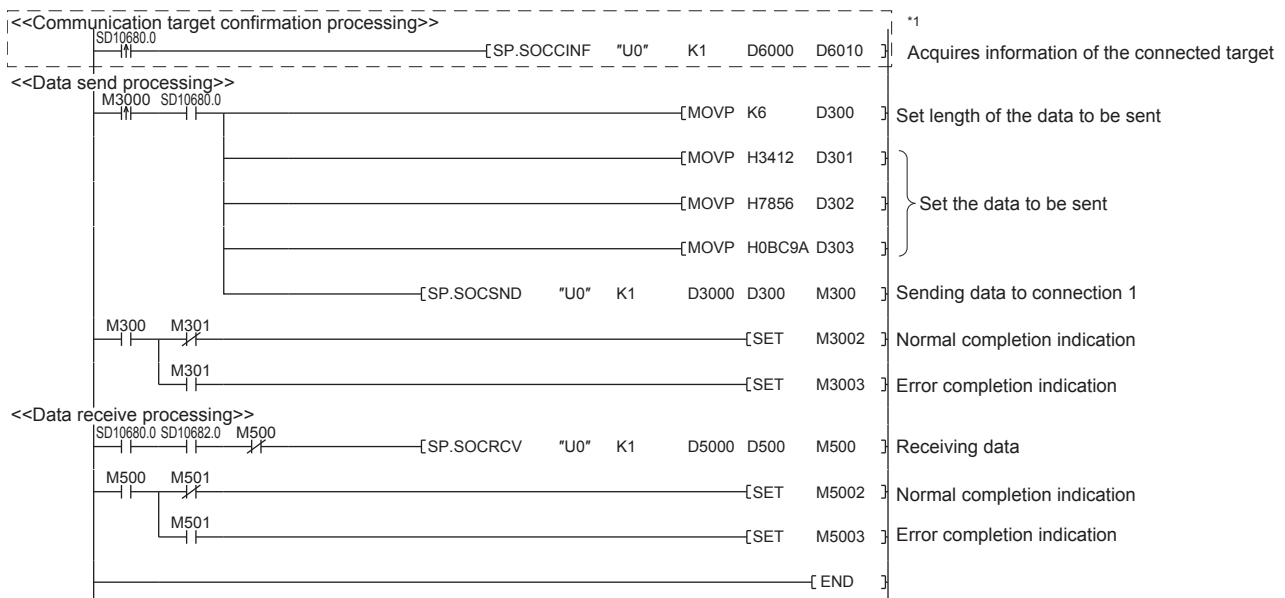 <<Communication target confirmation processing>>
*1
SD10680.0
SP.SOCCINF "U0" K1 D6000 D6010 Acquires information of the connected target
<<Data send processing>>
M3000 SD10680.0
MOVP K6 D300 Set length of the data to be sent
MOVP H3412 D301
MOVP H7856 D302 Set the data to be sent
MOVP H0BC9A D303
SP.SOCSND "U0" K1 D3000 D300 M300 Sending data to connection 1
M300 M301
SET M3002 Normal completion indication
M301
SET M3003 Error completion indication
<<Data receive processing>>
SD10680.0 SD10682.0 M500
SP.SOCRCV "U0" K1 D5000 D500 M500 Receiving data
M500 M501
SET M5002 Normal completion indication
M501
SET M5003 Error completion indication
END